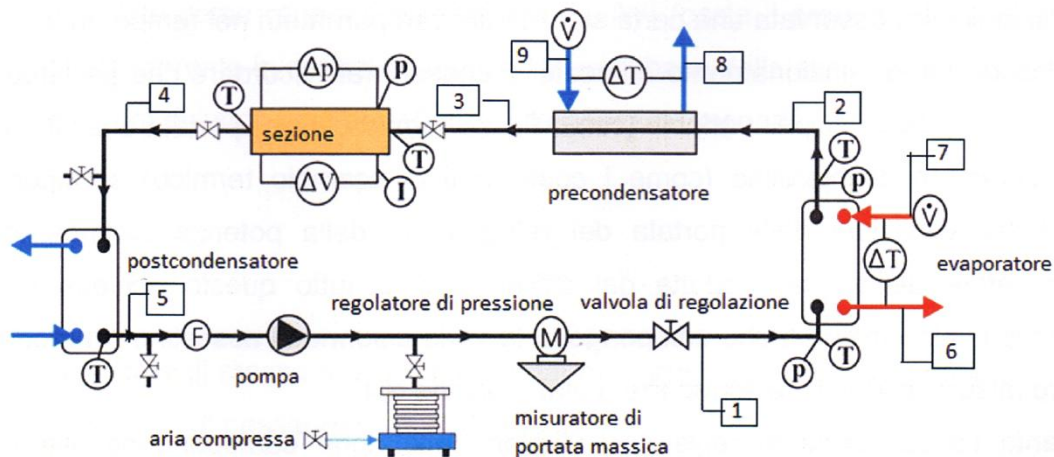 4
T
Δp
p
sezione
T
ΔV
I
3
9
V̇
ΔT
8
precondensatore
2
T
p
7
V̇
ΔT
evaporatore
6
p
T
postcondensatore
5
T
F
pompa
regolatore di pressione
valvola di regolazione
M
1
aria compressa
misuratore di
portata massica